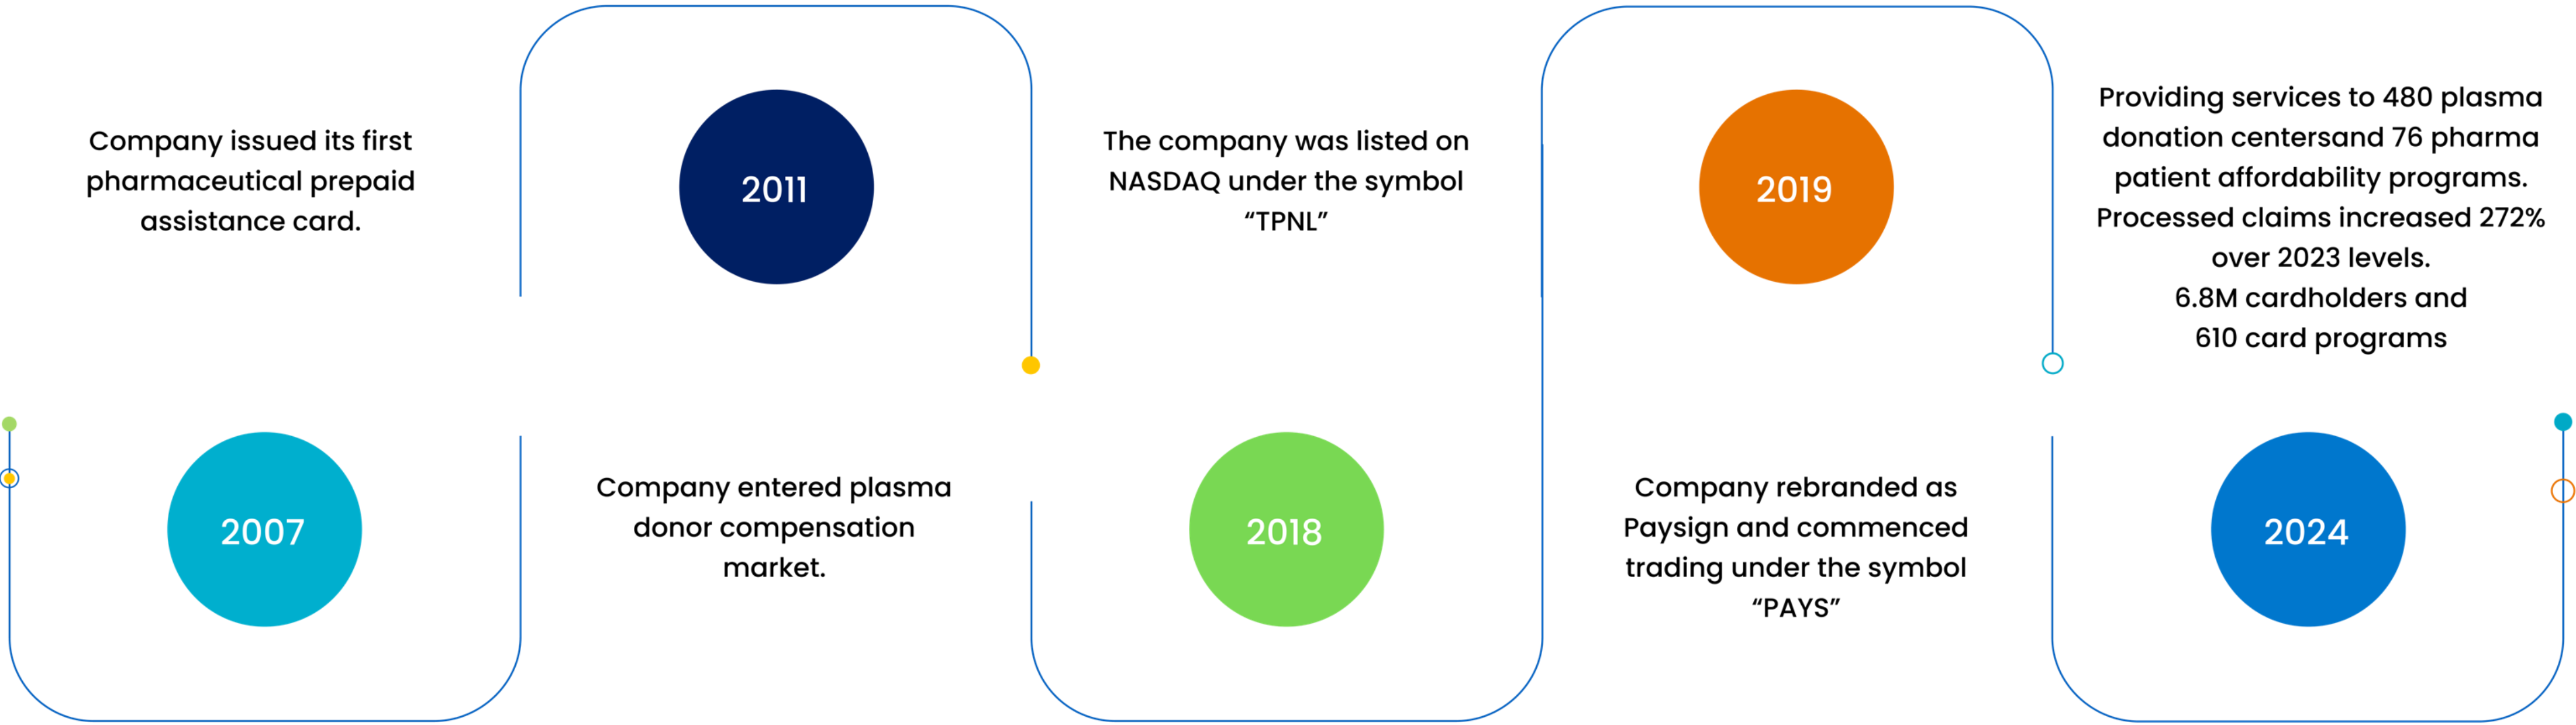 Company issued its first
pharmaceutical prepaid
assistance card.
2007
2011
Company entered plasma
donor compensation
market.
The company was listed on
NASDAQ under the symbol
“TPNL”
2018
2019
Company rebranded as
Paysign and commenced
trading under the symbol
“PAYS”
Providing services to 480 plasma
donation centersand 76 pharma
patient affordability programs.
Processed claims increased 272%
over 2023 levels.
6.8M cardholders and
610 card programs
2024